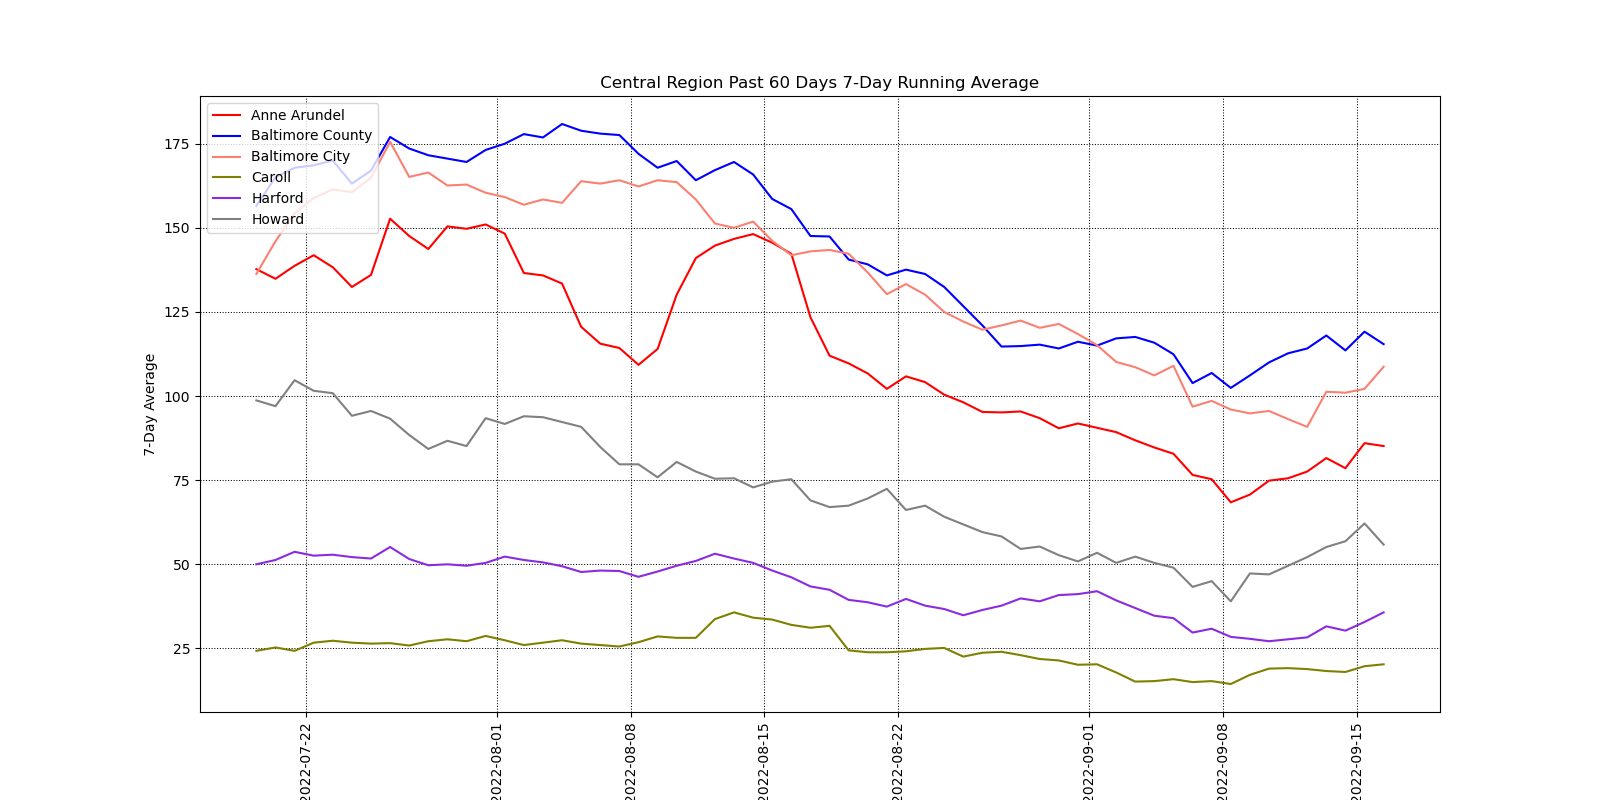 Central Region Past 60 Days 7-Day Running Average
Anne Arundel
Baltimore County
Baltimore City
Caroll
Harford
Howard
7-Day Average
175
150
125
100
75
50
25
2022-07-22
2022-08-01
2022-08-08
2022-08-15
2022-08-22
2022-09-01
2022-09-08
2022-09-15